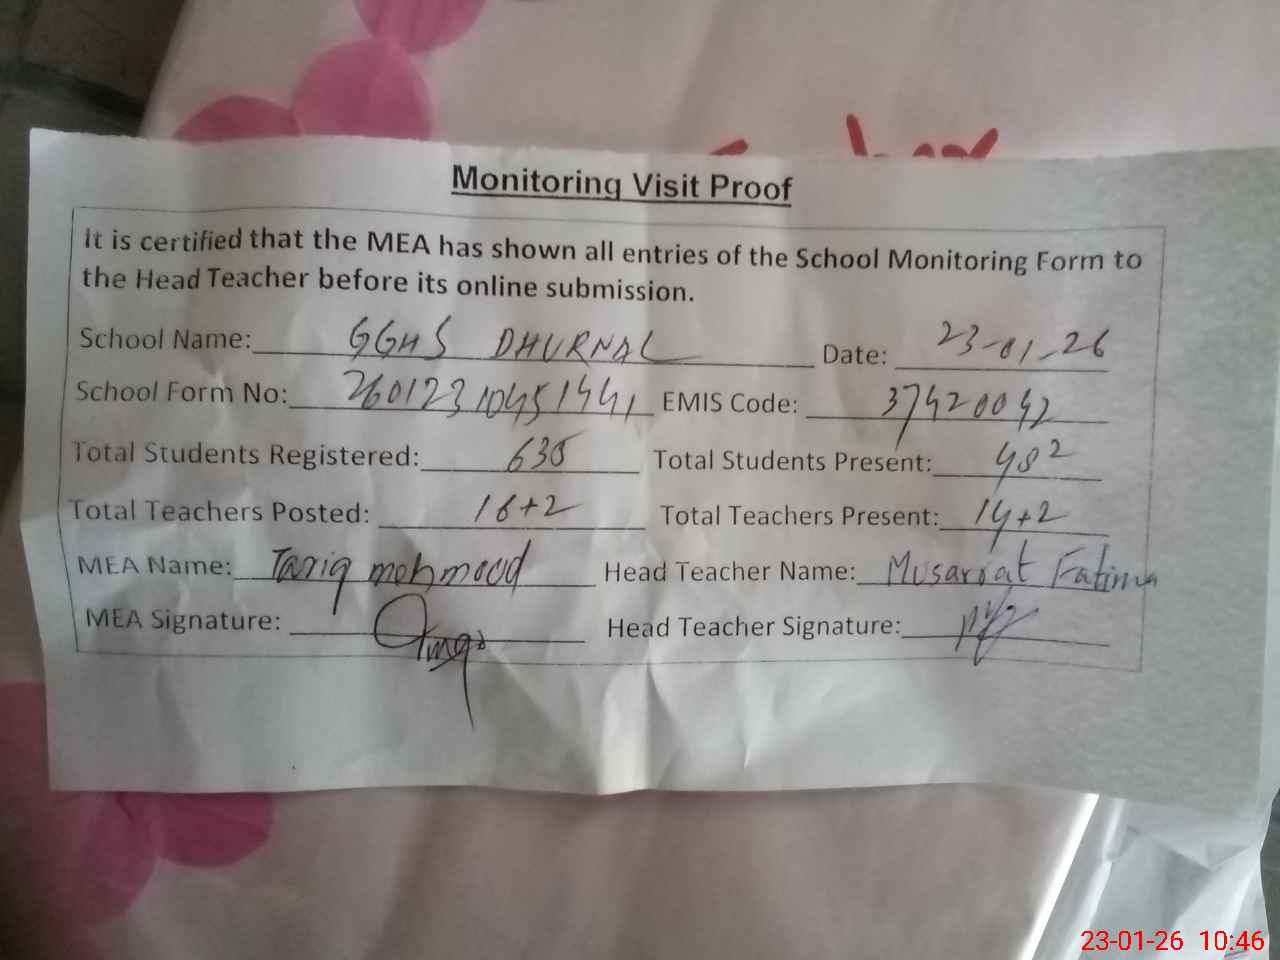 Monitoring Visit Proof
It is certified that the MEA has shown all entries of the School Monitoring Form to
the Head Teacher before its online submission.
School Name: GGHS DHURNAL Date: 23-01-26
School Form No: 26012310451441 EMIS Code: 37420042
Total Students Registered: 635 Total Students Present: 482
Total Teachers Posted: 16+2 Total Teachers Present: 14+2
MEA Name: Tariq mehmood Head Teacher Name: Musarrat Fatima
MEA Signature: Head Teacher Signature:
23-01-26 10:46